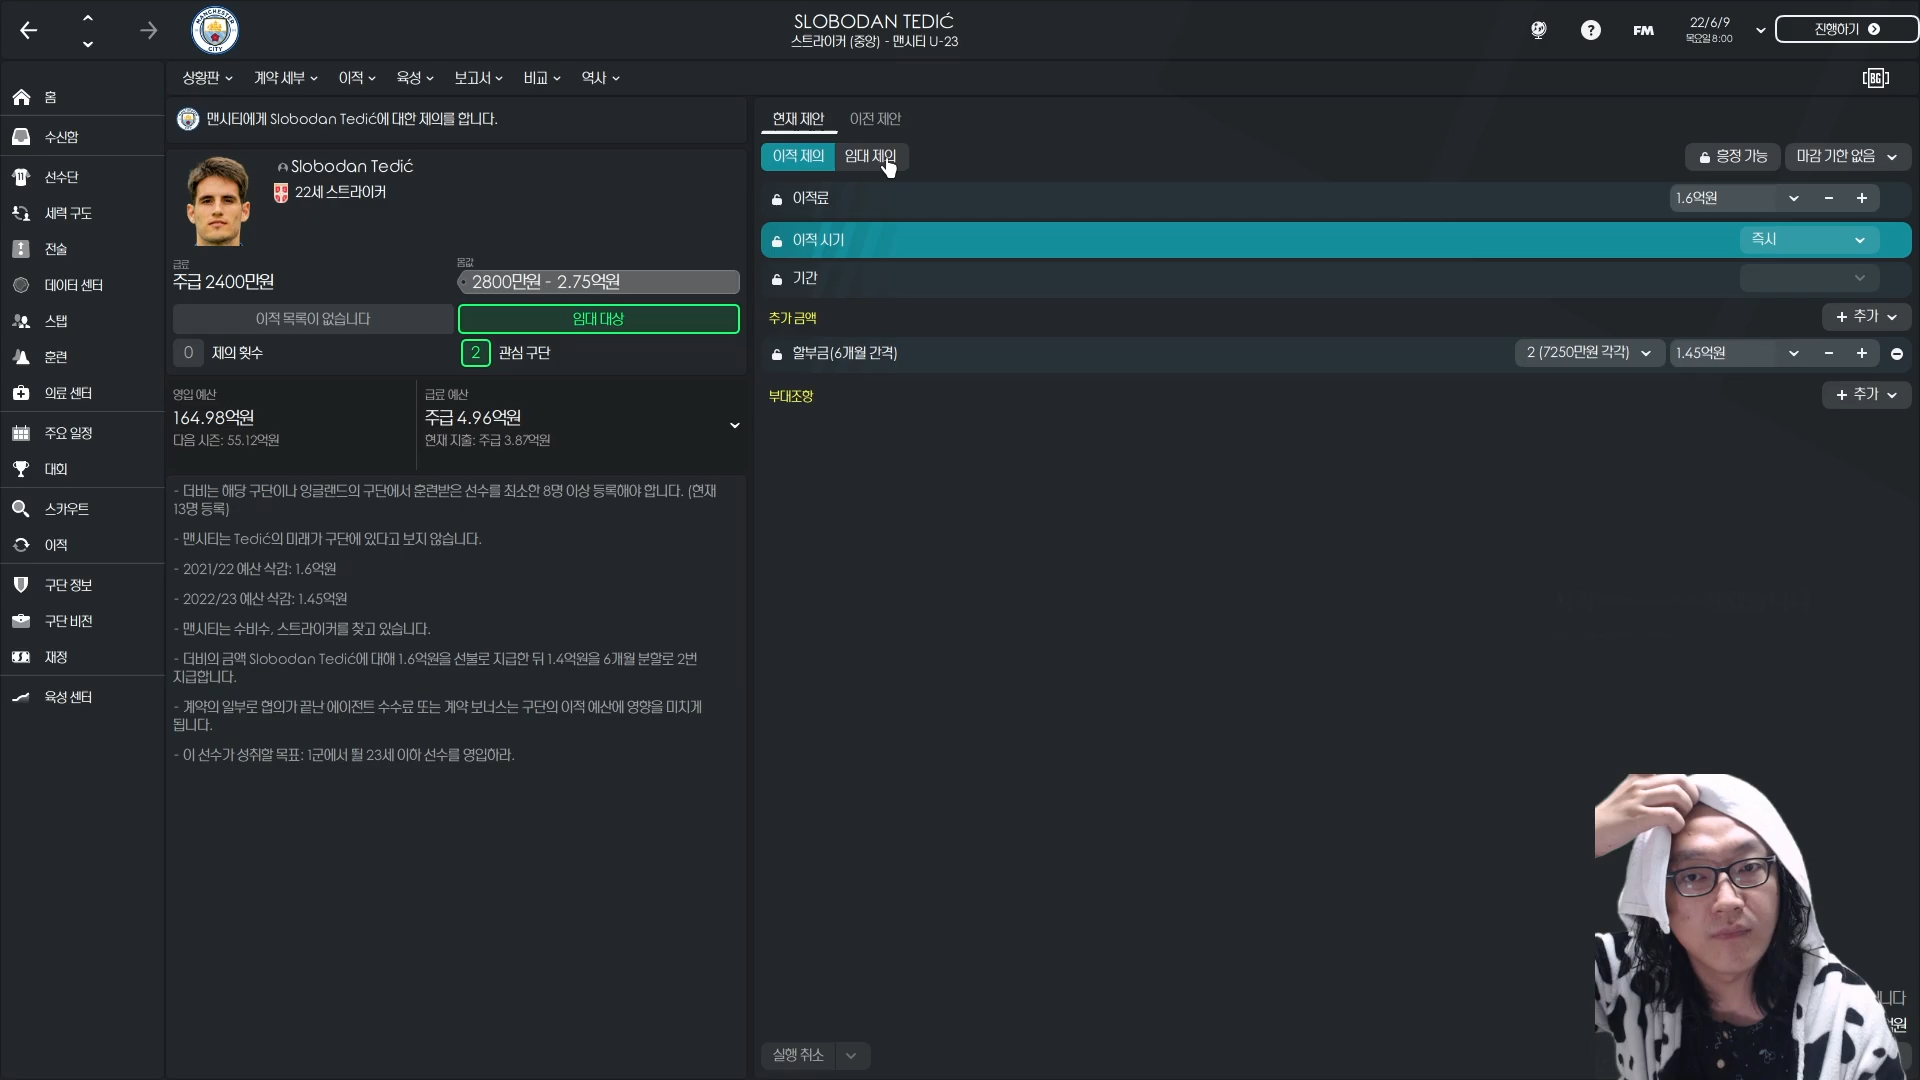 SLOBODAN TEDIĆ
스트라이커 (중앙) - 맨시티 U-23
FM
22/6/9
목요일 8:00
진행하기
상황판
계약 세부
이적
육성
보고서
비교
역사
홈
수신함
선수단
세력 구도
전술
데이터 센터
스탭
훈련
의료 센터
주요 일정
대회
스카우트
이적
구단 정보
구단 비전
재정
육성 센터
맨시티에게 Slobodan Tedić에 대한 제의를 합니다.
Slobodan Tedić
22세 스트라이커
급료
주급 2400만원
몸값
2800만원 - 2.75억원
이적 목록이 없습니다
임대 대상
0 제의 횟수
2 관심 구단
영입 예산
164.98억원
다음 시즌: 55.12억원
급료 예산
주급 4.96억원
현재 지출: 주급 3.87억원
- 더비는 해당 구단이나 잉글랜드의 구단에서 훈련받은 선수를 최소한 8명 이상 등록해야 합니다. (현재
13명 등록)
- 맨시티는 Tedić의 미래가 구단에 있다고 보지 않습니다.
- 2021/22 예산 삭감: 1.6억원
- 2022/23 예산 삭감: 1.45억원
- 맨시티는 수비수, 스트라이커를 찾고 있습니다.
- 더비의 금액 Slobodan Tedić에 대해 1.6억원을 선불로 지급한 뒤 1.4억원을 6개월 분할로 2번
지급합니다.
- 계약의 일부로 협의가 끝난 에이전트 수수료 또는 계약 보너스는 구단의 이적 예산에 영향을 미치게
됩니다.
- 이 선수가 성취할 목표: 1군에서 뛸 23세 이하 선수를 영입하라.
현재 제안
이전 제안
이적 제의
임대 제의
흥정 가능
마감 기한 없음
이적료
1.6억원
이적 시기
즉시
기간
추가 금액
+ 추가
할부금(6개월 간격)
2 (7250만원 각각)
1.45억원
부대조항
+ 추가
실행 취소
니다
억원